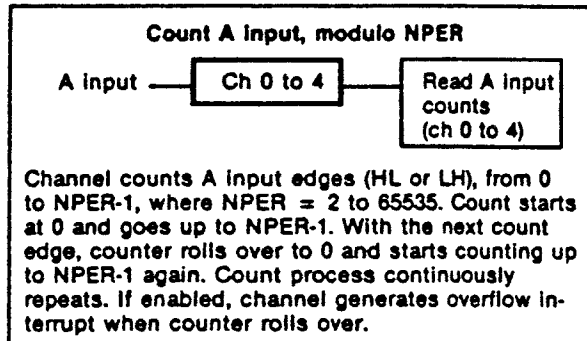 Count A input, modulo NPER
A input
Ch 0 to 4
Read A input
counts
(ch 0 to 4)
Channel counts A input edges (HL or LH), from 0
to NPER-1, where NPER = 2 to 65535. Count starts
at 0 and goes up to NPER-1. With the next count
edge, counter rolls over to 0 and starts counting up
to NPER-1 again. Count process continuously
repeats. If enabled, channel generates overflow in-
terrupt when counter rolls over.